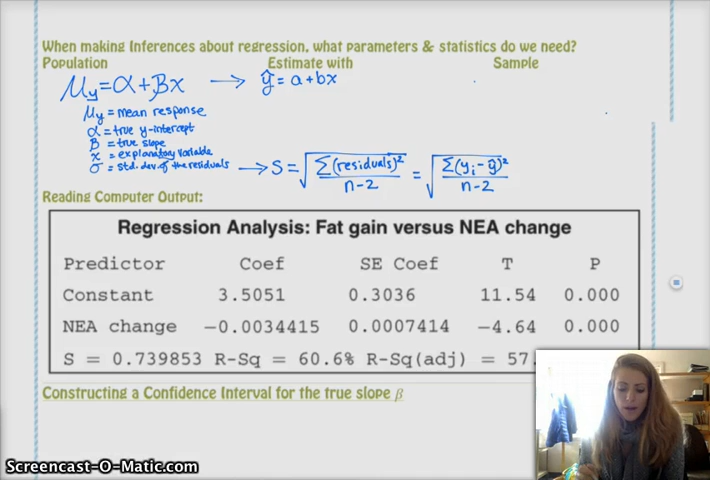 When making Inferences about regression, what parameters & statistics do we need?
Population Estimate with Sample
μy = α + βx → ŷ = a + bx
μy = mean response
α = true y-intercept
β = true slope
x = explanatory variable
σ = std. dev. of the residuals → S = √(Σ(residuals)²/n-2) = √(Σ(yᵢ-ŷ)²/n-2)
Reading Computer Output:
Regression Analysis: Fat gain versus NEA change
Predictor Coef SE Coef T P
Constant 3.5051 0.3036 11.54 0.000
NEA change −0.0034415 0.0007414 −4.64 0.000
S = 0.739853 R-Sq = 60.6% R-Sq(adj) = 57.
Constructing a Confidence Interval for the true slope β
Screencast-O-Matic.com